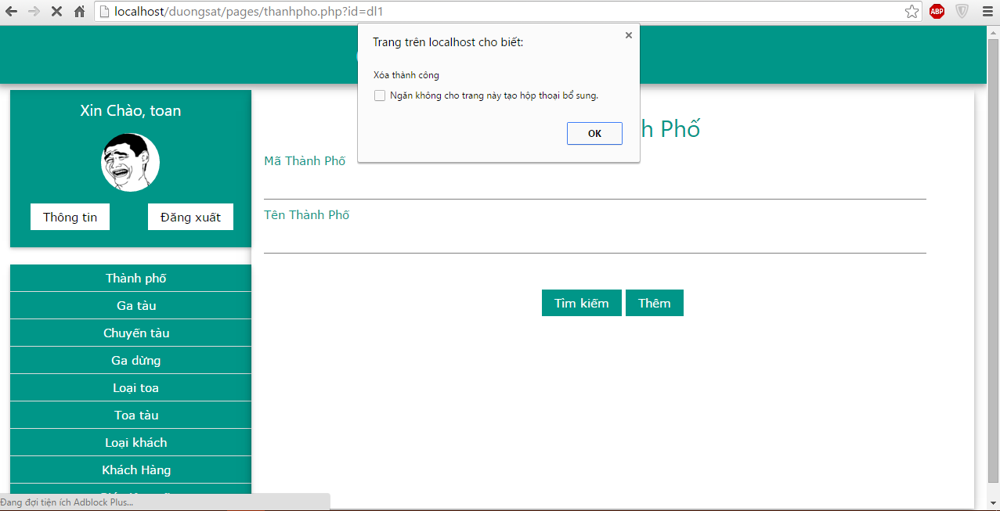 localhost/duongsat/pages/thanhpho.php?id=dl1
ABP
Trang trên localhost cho biết:
Xóa thành công
Ngăn không cho trang này tạo hộp thoại bổ sung.
OK
Xin Chào, toan
Thông tin
Đăng xuất
Thành phố
Ga tàu
Chuyến tàu
Ga dừng
Loại toa
Toa tàu
Loại khách
Khách Hàng
h Phố
Mã Thành Phố
Tên Thành Phố
Tìm kiếm
Thêm
Đang đợi tiện ích Adblock Plus...